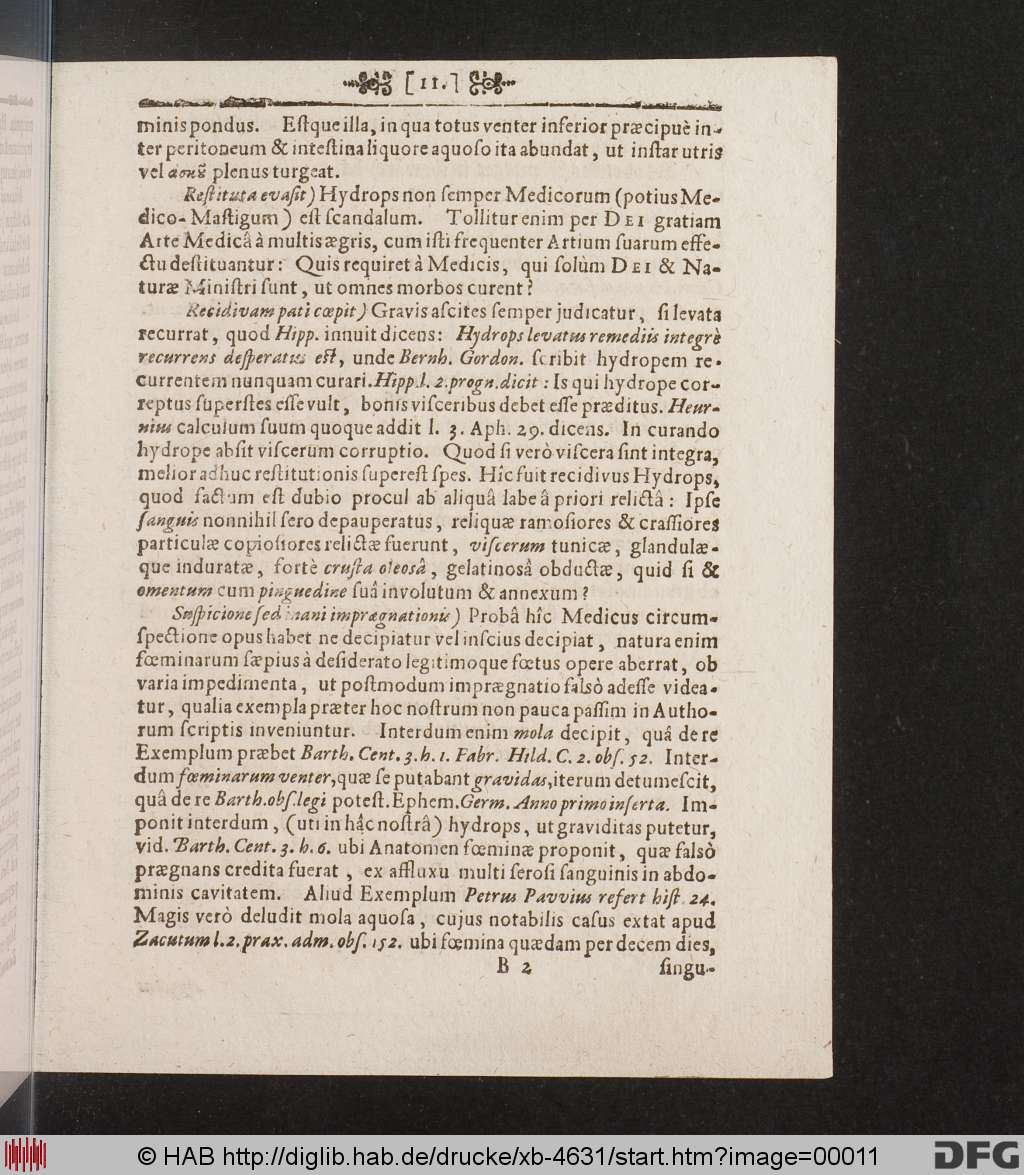 [11.]
minis pondus. Eſtque illa, in qua totus venter inferior præcipuè in-
ter peritoneum & inteſtina liquore aquoſo ita abundat, ut inſtar utris
vel ἀσκȣ̃ plenus turgeat.
Reſtituta evaſit) Hydrops non ſemper Medicorum (potius Me-
dico-Maſtigum) eſt ſcandalum. Tollitur enim per DEI gratiam
Arte Medicâ à multis ægris, cum iſti frequenter Artium ſuarum effe-
ctu deſtituantur: Quis requiret à Medicis, qui ſolùm DEI & Na-
turæ Miniſtri ſunt, ut omnes morbos curent?
Recidivam pati cœpit) Gravis aſcites ſemper judicatur, ſi levata
recurrat, quod Hipp. innuit dicens: Hydrops levatus remediis integrè
recurrens deſperatus eſt, unde Bernh. Gordon. ſcribit hydropem re-
currentem nunquam curari. Hipp. l. 2. progn. dicit: Is qui hydrope cor-
reptus ſuperſtes eſſe vult, bonis viſceribus debet eſſe præditus. Heur-
nius calculum ſuum quoque addit l. 3. Aph. 29. dicens. In curando
hydrope abſit viſcerum corruptio. Quod ſi verò viſcera ſint integra,
melior adhuc reſtitutionis ſupereſt ſpes. Hîc fuit recidivus Hydrops,
quod factum eſt dubio procul ab aliquâ labe â priori relictâ: Ipſe
ſanguis nonnihil ſero depauperatus, reliquæ ramoſiores & craſſiores
particulæ copioſiores relictæ fuerunt, viſcerum tunicæ, glandulæ-
que induratæ, fortè cruſta oleosâ, gelatinosâ obductæ, quid ſi &
omentum cum pinguedine ſuâ involutum & annexum?
Suſpicione ſed inani imprægnationis) Probâ hîc Medicus circum-
ſpectione opus habet ne decipiatur vel inſcius decipiat, natura enim
fœminarum ſæpius à deſiderato legitimoque fœtus opere aberrat, ob
varia impedimenta, ut poſtmodum imprægnatio falsò adeſſe videa-
tur, qualia exempla præter hoc noſtrum non pauca paſſim in Autho-
rum ſcriptis inveniuntur. Interdum enim mola decipit, quâ de re
Exemplum præbet Barth. Cent. 3. h. 1. Fabr. Hild. C. 2. obſ. 52. Inter-
dum fœminarum venter, quæ ſe putabant gravidas, iterum detumeſcit,
quâ de re Barth. obſ. legi poteſt. Ephem. Germ. Anno primo inſerta. Im-
ponit interdum, (uti in hâc noſtrâ) hydrops, ut graviditas putetur,
vid. Barth. Cent. 3. h. 6. ubi Anatomen fœminæ proponit, quæ falsò
prægnans credita fuerat, ex affluxu multi feroſi ſanguinis in abdo-
minis cavitatem. Aliud Exemplum Petrus Pavvius refert hiſt. 24.
Magis verò deludit mola aquoſa, cujus notabilis caſus extat apud
Zacutum l. 2. prax. adm. obſ. 152. ubi fœmina quædam per decem dies,
B 2 ſingu-
© HAB http://diglib.hab.de/drucke/xb-4631/start.htm?image=00011
DFG